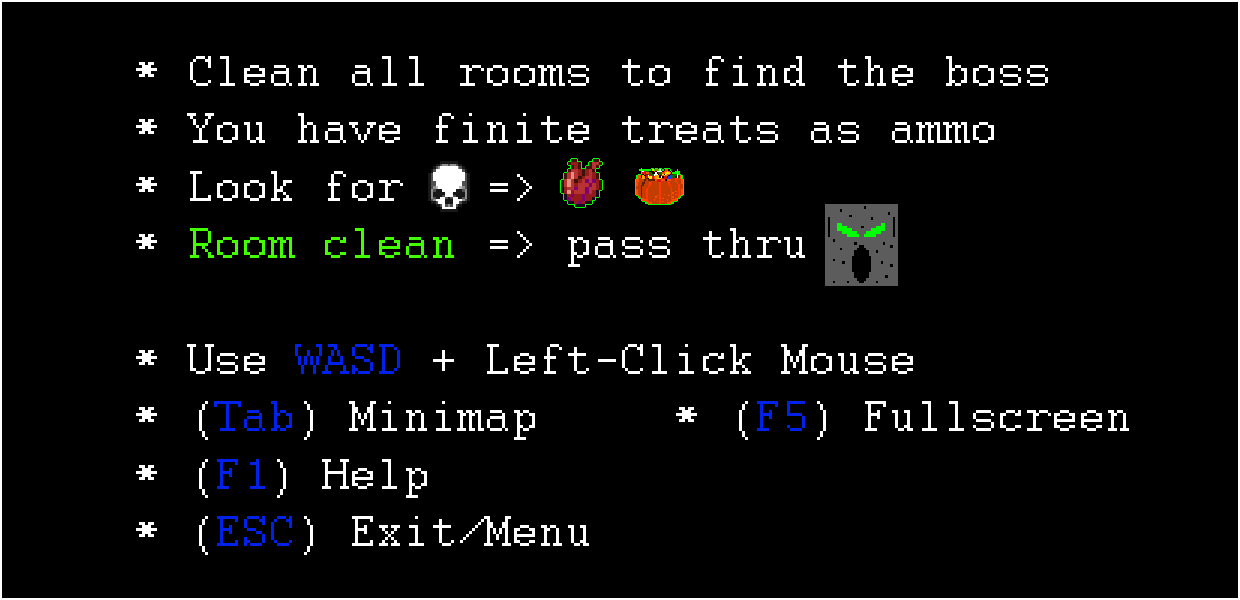 * Clean all rooms to find the boss
* You have finite treats as ammo
* Look for =>
* Room clean => pass thru
* Use WASD + Left-Click Mouse
* (Tab) Minimap * (F5) Fullscreen
* (F1) Help
* (ESC) Exit/Menu